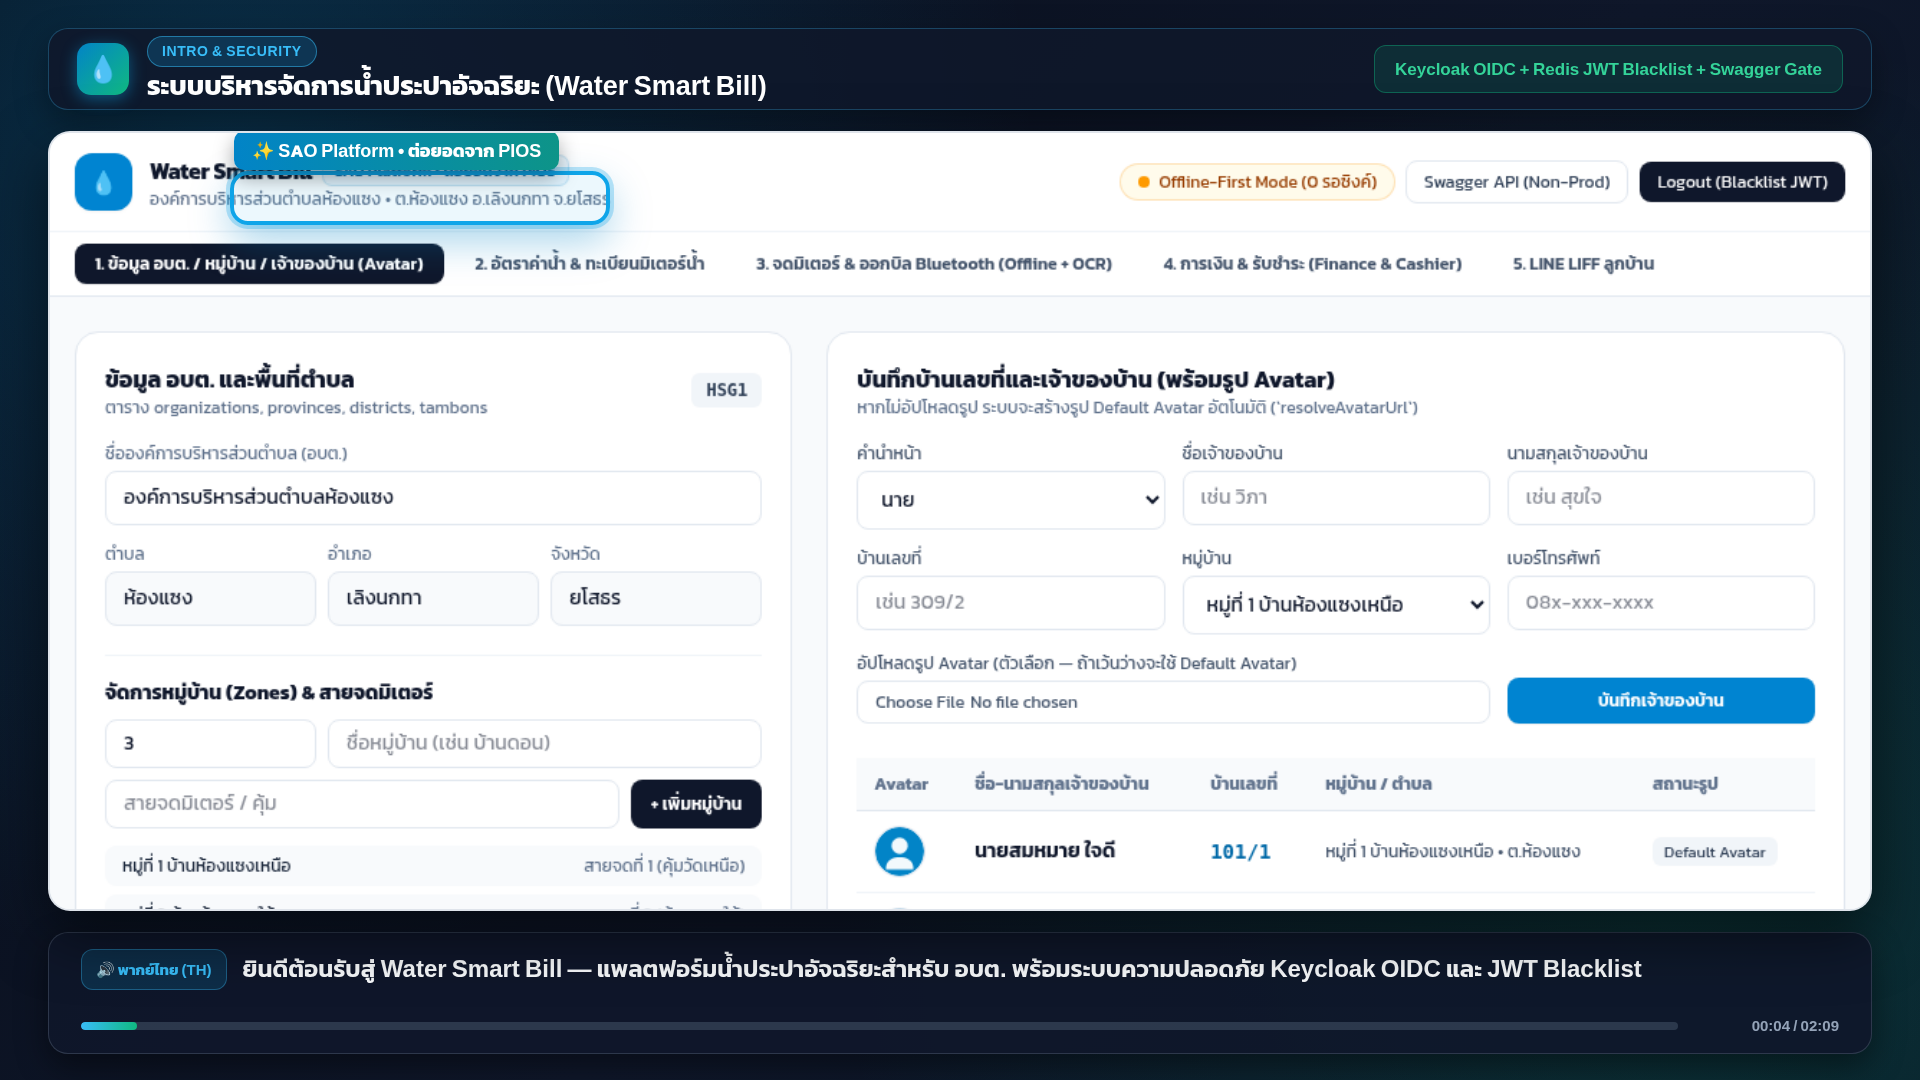 INTRO & SECURITY
ระบบบริหารจัดการน้ำประปาอัจฉริยะ (Water Smart Bill)
Keycloak OIDC + Redis JWT Blacklist + Swagger Gate
✨ SAO Platform • ต่อยอดจาก PIOS
Water Smart Bill
องค์การบริหารส่วนตำบลห้องแซง • ต.ห้องแซง อ.เลิงนกทา จ.ยโสธร
Offline-First Mode (0 รอซิงค์)
Swagger API (Non-Prod)
Logout (Blacklist JWT)
1. ข้อมูล อบต. / หมู่บ้าน / เจ้าของบ้าน (Avatar)
2. อัตราค่าน้ำ & ทะเบียนมิเตอร์น้ำ
3. จดมิเตอร์ & ออกบิล Bluetooth (Offline + OCR)
4. การเงิน & รับชำระ (Finance & Cashier)
5. LINE LIFF ลูกบ้าน
ข้อมูล อบต. และพื้นที่ตำบล
HSG1
ตาราง organizations, provinces, districts, tambons
ชื่อองค์การบริหารส่วนตำบล (อบต.)
องค์การบริหารส่วนตำบลห้องแซง
ตำบล อำเภอ จังหวัด
ห้องแซง เลิงนกทา ยโสธร
จัดการหมู่บ้าน (Zones) & สายจดมิเตอร์
3 ชื่อหมู่บ้าน (เช่น บ้านดอน)
สายจดมิเตอร์ / คุ้ม + เพิ่มหมู่บ้าน
หมู่ที่ 1 บ้านห้องแซงเหนือ สายจดที่ 1 (คุ้มวัดเหนือ)
บันทึกบ้านเลขที่และเจ้าของบ้าน (พร้อมรูป Avatar)
หากไม่อัปโหลดรูป ระบบจะสร้างรูป Default Avatar อัตโนมัติ (`resolveAvatarUrl`)
คำนำหน้า ชื่อเจ้าของบ้าน นามสกุลเจ้าของบ้าน
นาย เช่น วิภา เช่น สุขใจ
บ้านเลขที่ หมู่บ้าน เบอร์โทรศัพท์
เช่น 309/2 หมู่ที่ 1 บ้านห้องแซงเหนือ 08x-xxx-xxxx
อัปโหลดรูป Avatar (ตัวเลือก — ถ้าเว้นว่างจะใช้ Default Avatar)
Choose File No file chosen บันทึกเจ้าของบ้าน
Avatar ชื่อ-นามสกุลเจ้าของบ้าน บ้านเลขที่ หมู่บ้าน / ตำบล สถานะรูป
นายสมหมาย ใจดี 101/1 หมู่ที่ 1 บ้านห้องแซงเหนือ • ต.ห้องแซง Default Avatar
🔊 พากย์ไทย (TH) ยินดีต้อนรับสู่ Water Smart Bill — แพลตฟอร์มน้ำประปาอัจฉริยะสำหรับ อบต. พร้อมระบบความปลอดภัย Keycloak OIDC และ JWT Blacklist
00:04 / 02:09